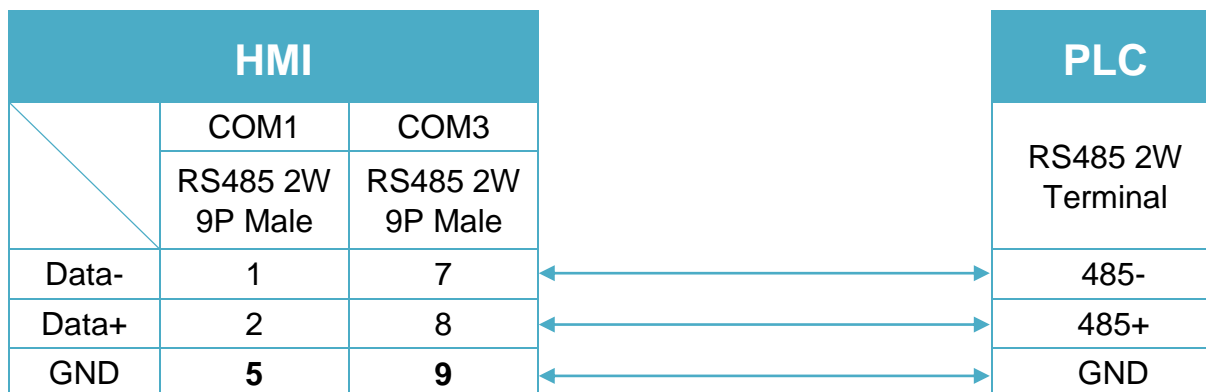 HMI
PLC
COM1 COM3
RS485 2W
9P Male
RS485 2W
9P Male
RS485 2W
Terminal
Data- 1 7 485-
Data+ 2 8 485+
GND 5 9 GND